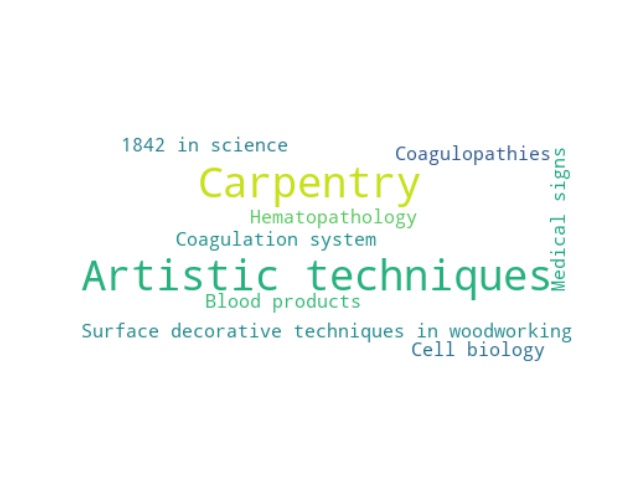 1842 in science
Coagulopathies
Medical signs
Carpentry
Hematopathology
Coagulation system
Artistic techniques
Blood products
Surface decorative techniques in woodworking
Cell biology